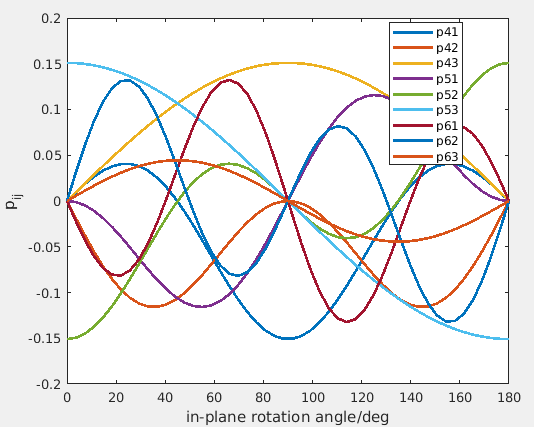 0.2
0.15
0.1
0.05
0
-0.05
-0.1
-0.15
-0.2
p41
p42
p43
p51
p52
p53
p61
p62
p63
0 20 40 60 80 100 120 140 160 180
in-plane rotation angle/deg
p_ij